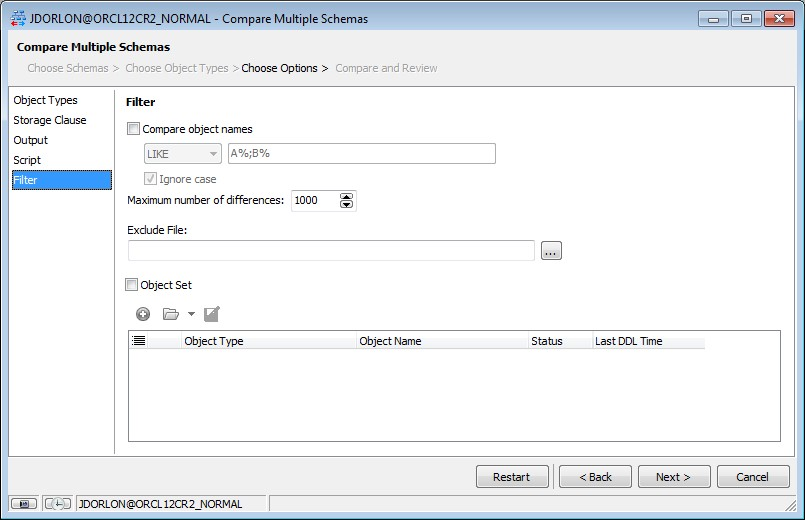 JDORLON@ORCL12CR2_NORMAL - Compare Multiple Schemas
Compare Multiple Schemas
Choose Schemas > Choose Object Types > Choose Options > Compare and Review
Object Types
Storage Clause
Output
Script
Filter
Filter
Compare object names
LIKE A%;B%
Ignore case
Maximum number of differences: 1000
Exclude File:
...
Object Set
Object Type Object Name Status Last DDL Time
Restart < Back Next > Cancel
JDORLON@ORCL12CR2_NORMAL